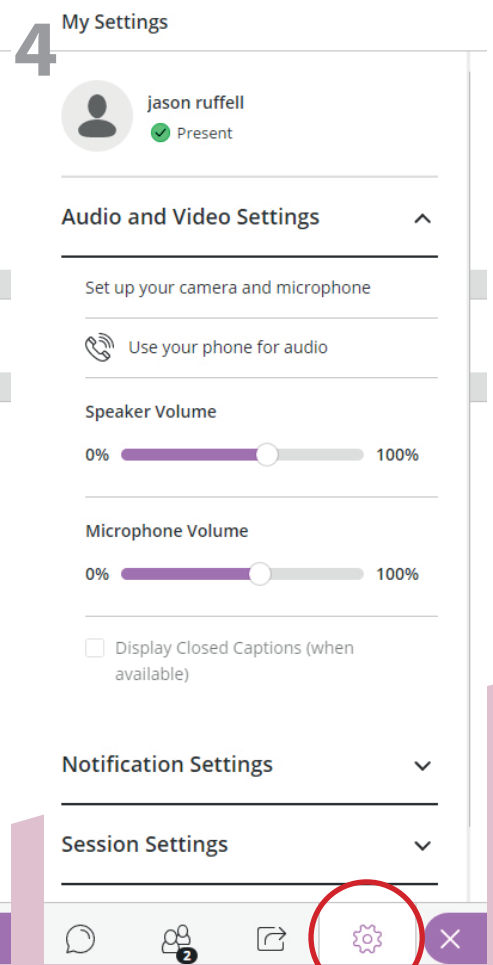 4
My Settings
jason ruffell
Present
Audio and Video Settings
Set up your camera and microphone
Use your phone for audio
Speaker Volume
0% 100%
Microphone Volume
0% 100%
Display Closed Captions (when
available)
Notification Settings
Session Settings
2